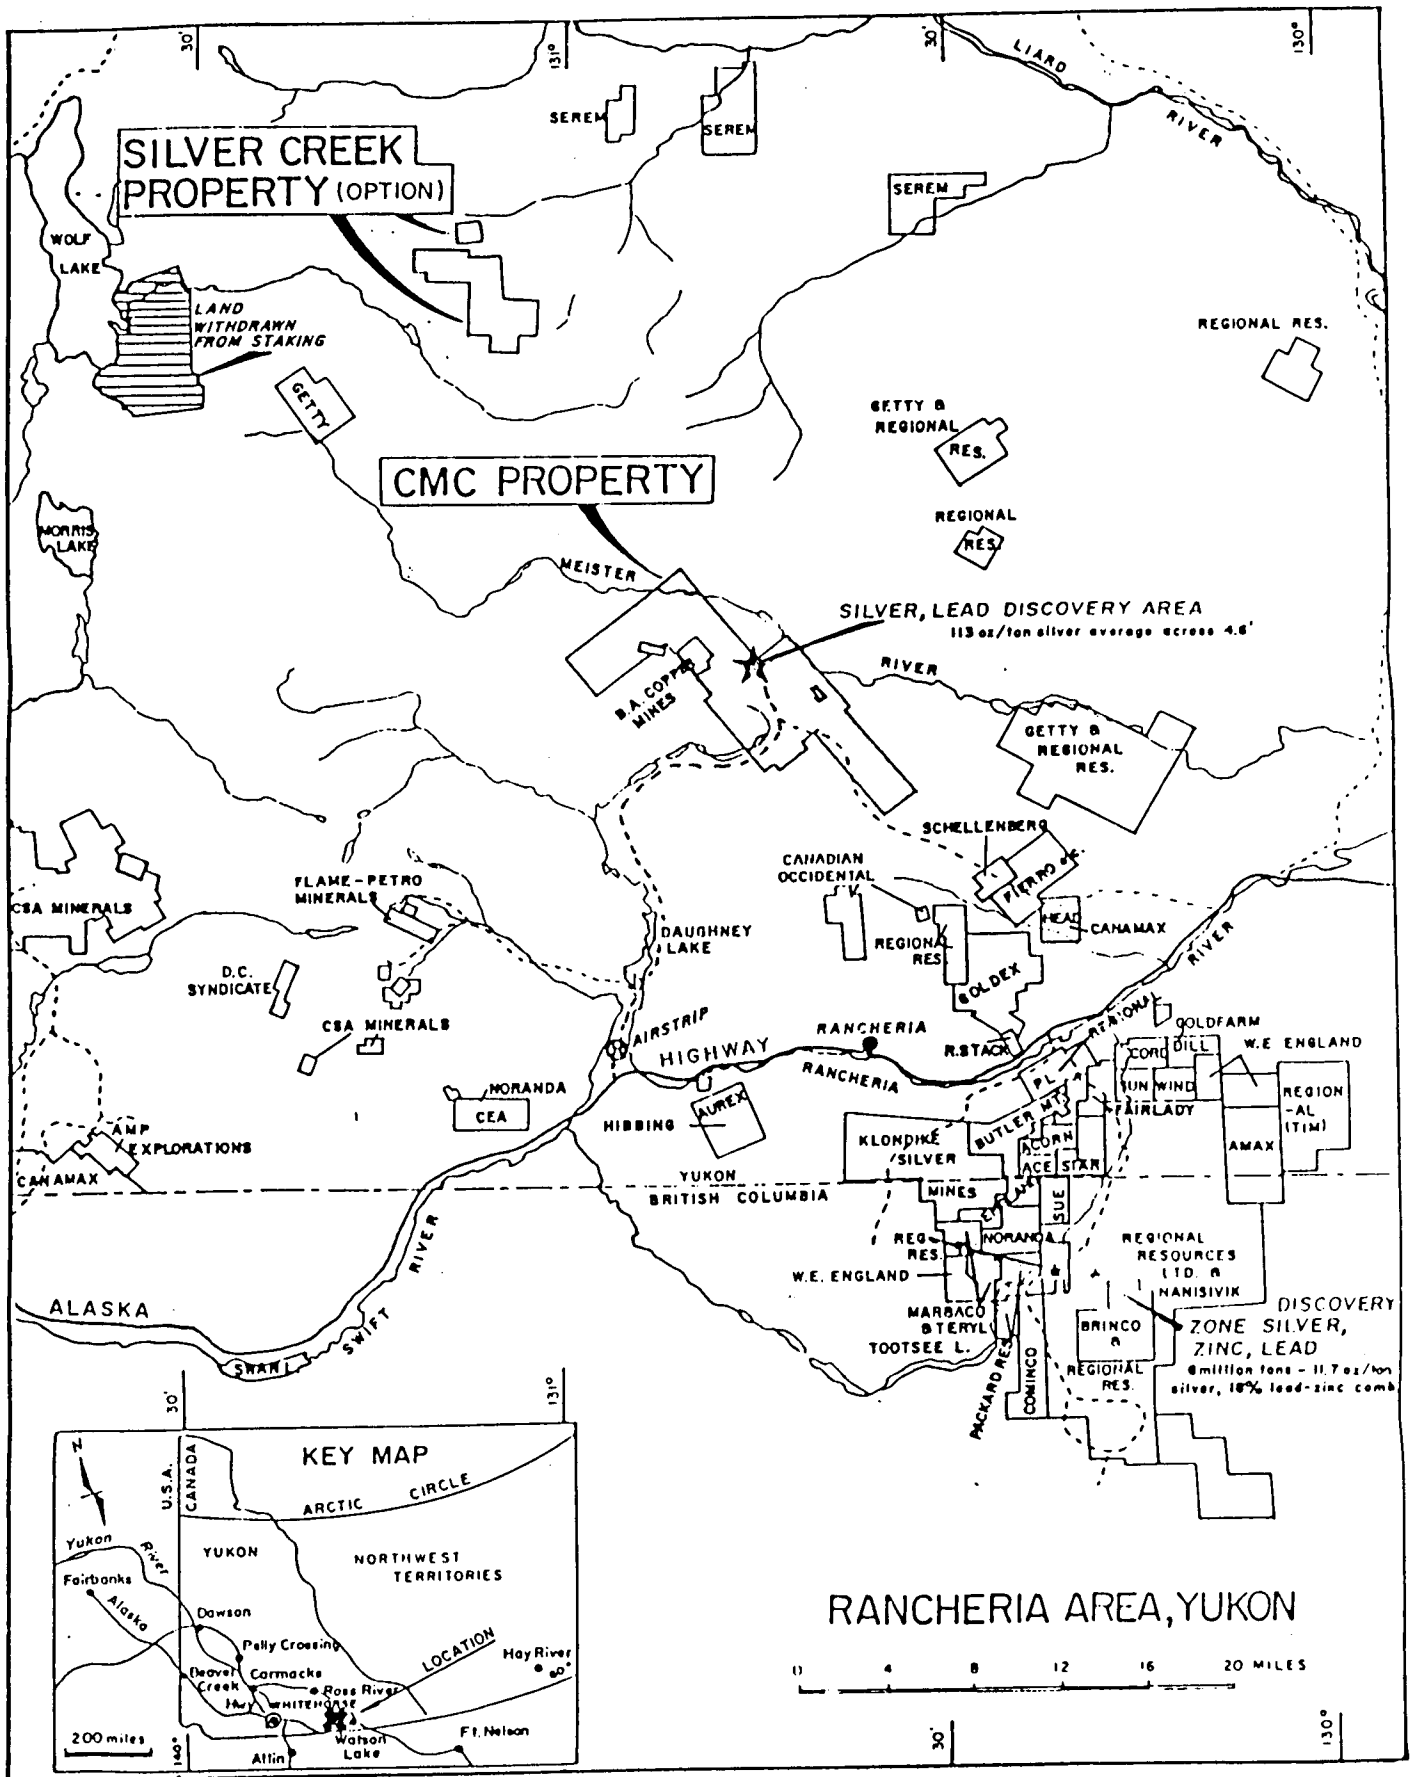 30'
131°
30'
130°
LIARD
RIVER
SEREM
SEREM
SEREM
SILVER CREEK
PROPERTY (OPTION)
WOLF
LAKE
LAND
WITHDRAWN
FROM STAKING
REGIONAL RES.
GETTY
GETTY &
REGIONAL
RES.
CMC PROPERTY
REGIONAL
RES.
MORRIS
LAKE
MEISTER
SILVER, LEAD DISCOVERY AREA
113 oz/ton silver average across 4.6'
RIVER
B.A. COPPER
MINES
GETTY &
REGIONAL
RES.
SCHELLENBERG
CANADIAN
OCCIDENTAL
FIERRO
FLAME-PETRO
MINERALS
CSA MINERALS
HEAD
CANAMAX
DAUGHNEY
LAKE
REGIONAL
RES.
RIVER
D.C.
SYNDICATE
GOLDEX
CSA MINERALS
AIRSTRIP
RANCHERIA
HIGHWAY
RANCHERIA
R.STACK
REGIONAL
GOLDFARM
CORD
DILL
W.E ENGLAND
PL
SUN
WIND
REGION
-AL
(TIM)
NORANDA
CEA
AUREX
HIBBING
FAIRLADY
BUTLER MT.
AMP
EXPLORATIONS
KLONDIKE
SILVER
ACORN
AMAX
CANAMAX
YUKON
BRITISH COLUMBIA
ACE
STAR
MINES
SUE
REG.
RES.
NORANDA
REGIONAL
RESOURCES
LTD. &
NANISIVIK
W.E. ENGLAND
RIVER
ALASKA
SWIFT
SWAN L.
MARBACO
& TERYL
TOOTSEE L.
PACKARD RES.
COMINCO
BRINCO
&
REGIONAL
RES.
DISCOVERY
ZONE SILVER,
ZINC, LEAD
6 million tons - 11.7 oz/ton
silver, 18% lead-zinc comb.
30'
131°
KEY MAP
N
U.S.A.
CANADA
ARCTIC CIRCLE
Yukon
River
YUKON
NORTHWEST
TERRITORIES
Fairbanks
Alaska
Dawson
Pelly Crossing
LOCATION
Hay River
60°
Beaver
Creek
Carmacks
Ross River
Hwy
WHITEHORSE
Watson
Lake
Ft. Nelson
200 miles
140°
Atlin
RANCHERIA AREA, YUKON
0 4 8 12 16 20 MILES
30'
130°